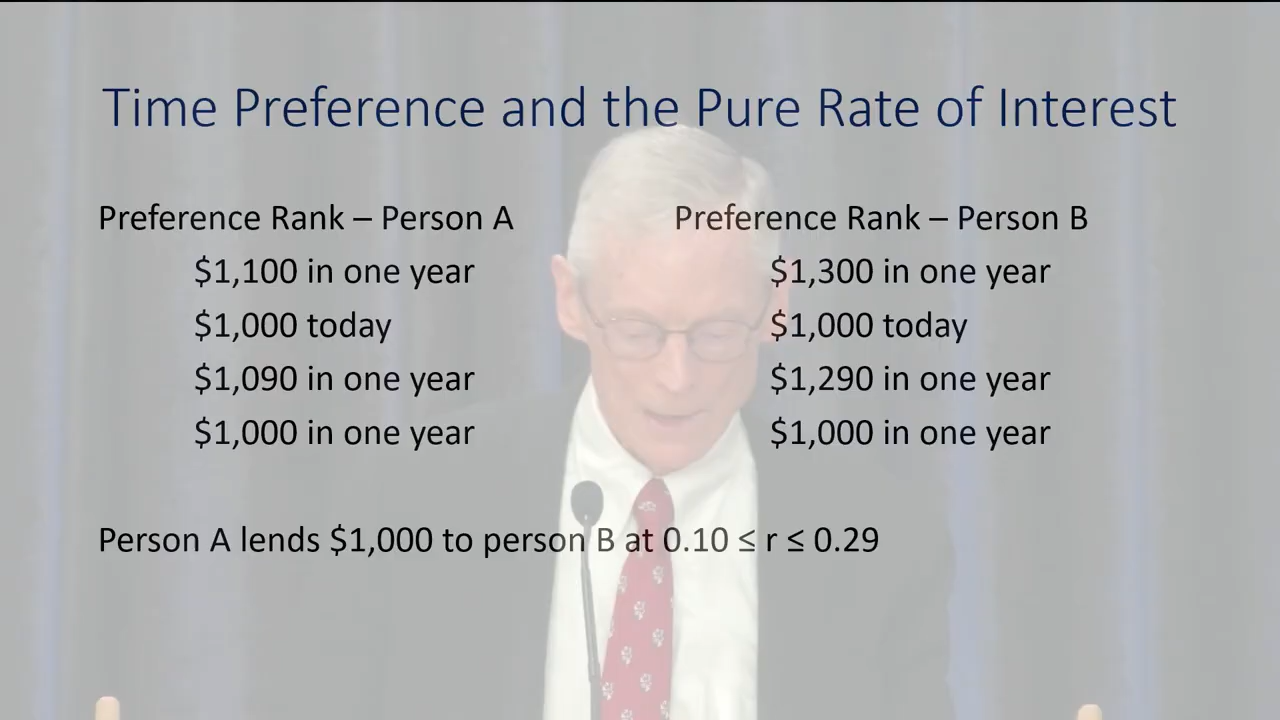 Time Preference and the Pure Rate of Interest
Preference Rank – Person A
$1,100 in one year
$1,000 today
$1,090 in one year
$1,000 in one year
Preference Rank – Person B
$1,300 in one year
$1,000 today
$1,290 in one year
$1,000 in one year
Person A lends $1,000 to person B at 0.10 ≤ r ≤ 0.29